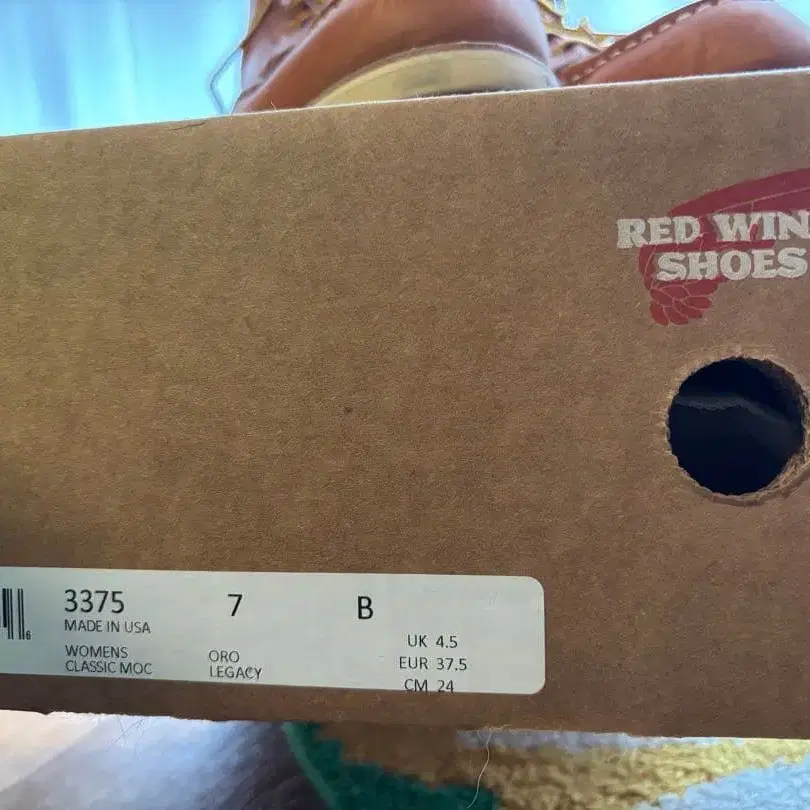 RED WIN
SHOES
3375 7 B
MADE IN USA
WOMENS
CLASSIC MOC
ORO
LEGACY
UK 4.5
EUR 37.5
CM 24
6